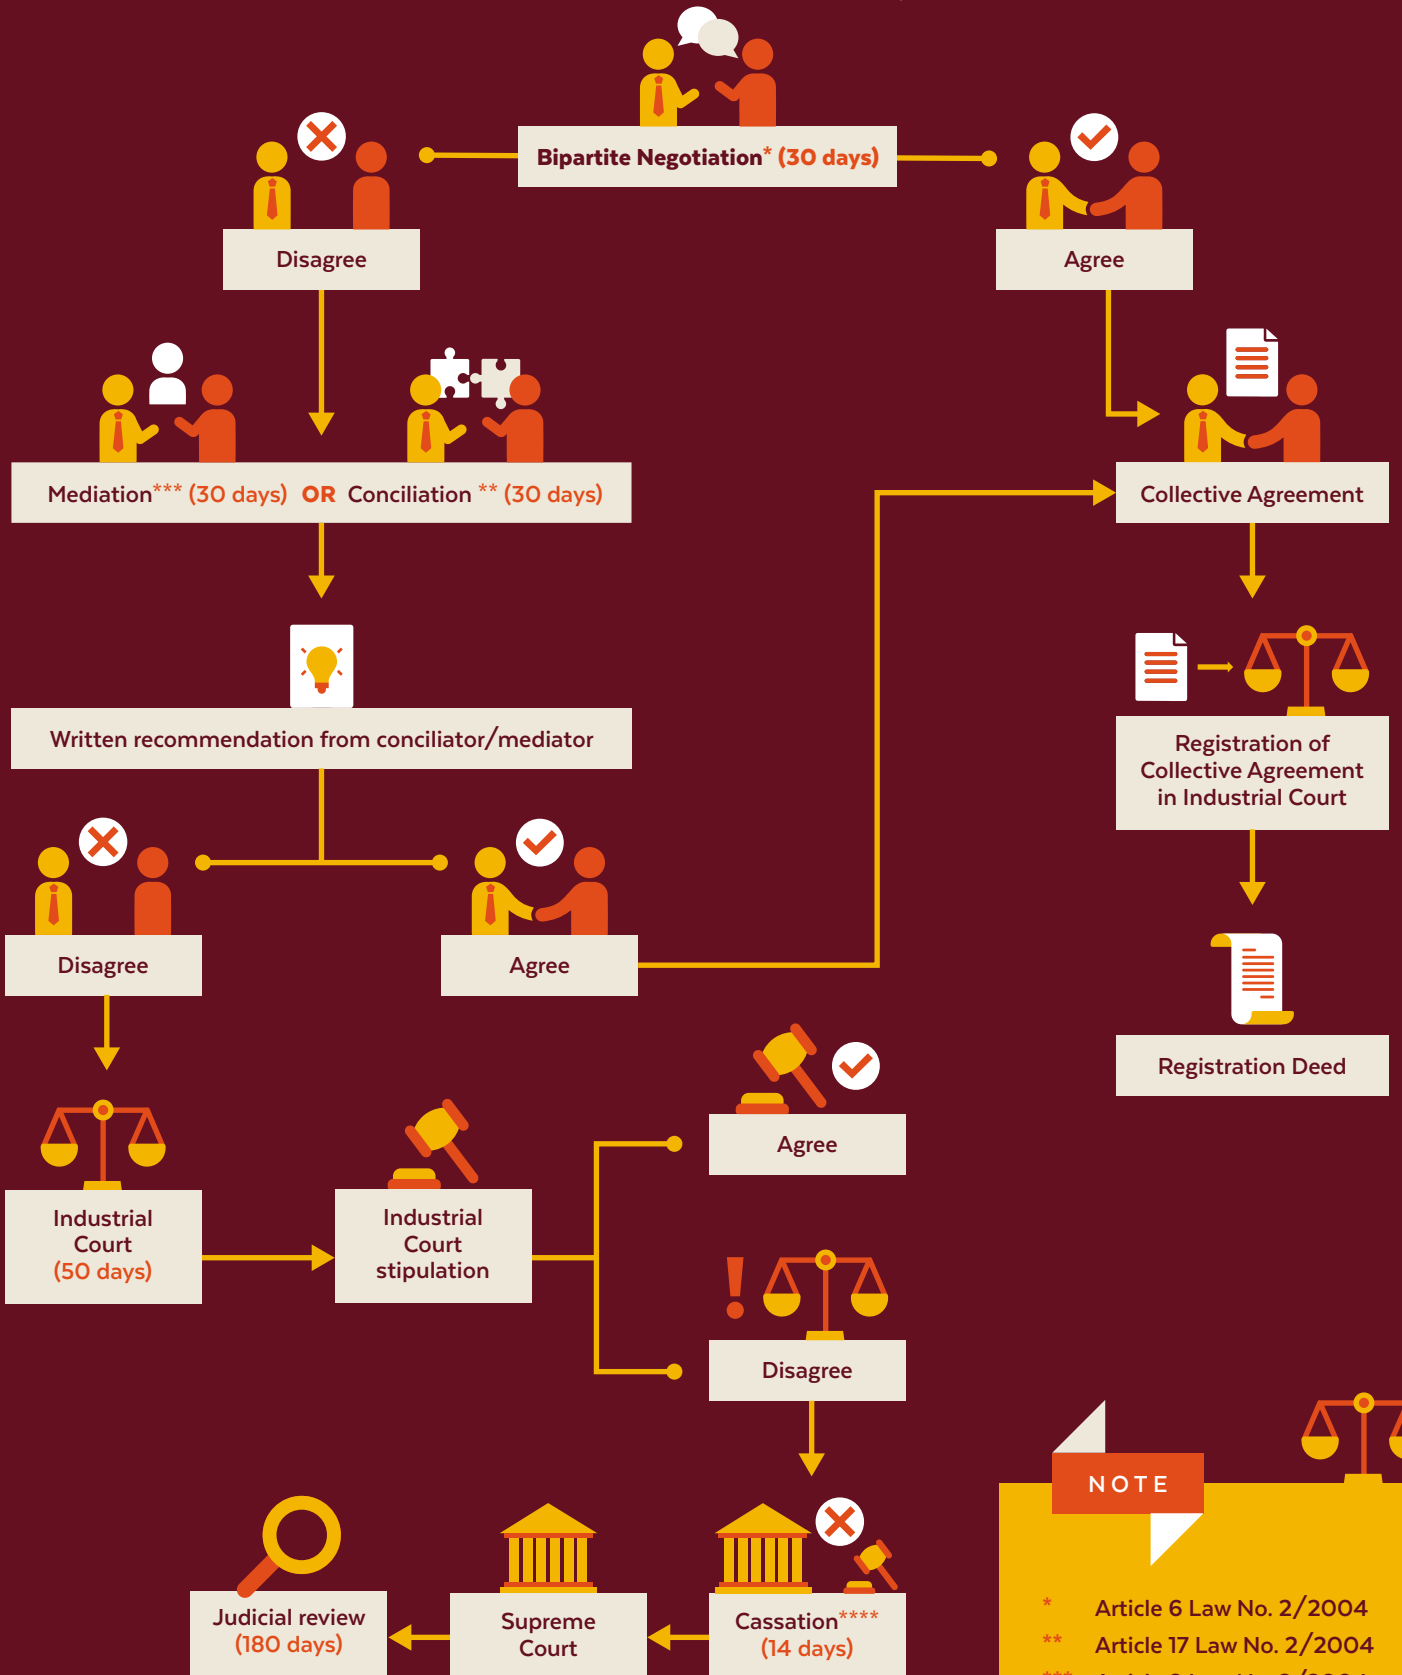 Bipartite Negotiation* (30 days)
Disagree
Agree
Mediation*** (30 days) OR Conciliation ** (30 days)
Collective Agreement
Written recommendation from conciliator/mediator
Registration of
Collective Agreement
in Industrial Court
Disagree
Agree
Registration Deed
Agree
Industrial
Court
(50 days)
Industrial
Court
stipulation
Disagree
Judicial review
(180 days)
Supreme
Court
Cassation****
(14 days)
NOTE
* Article 6 Law No. 2/2004
** Article 17 Law No. 2/2004